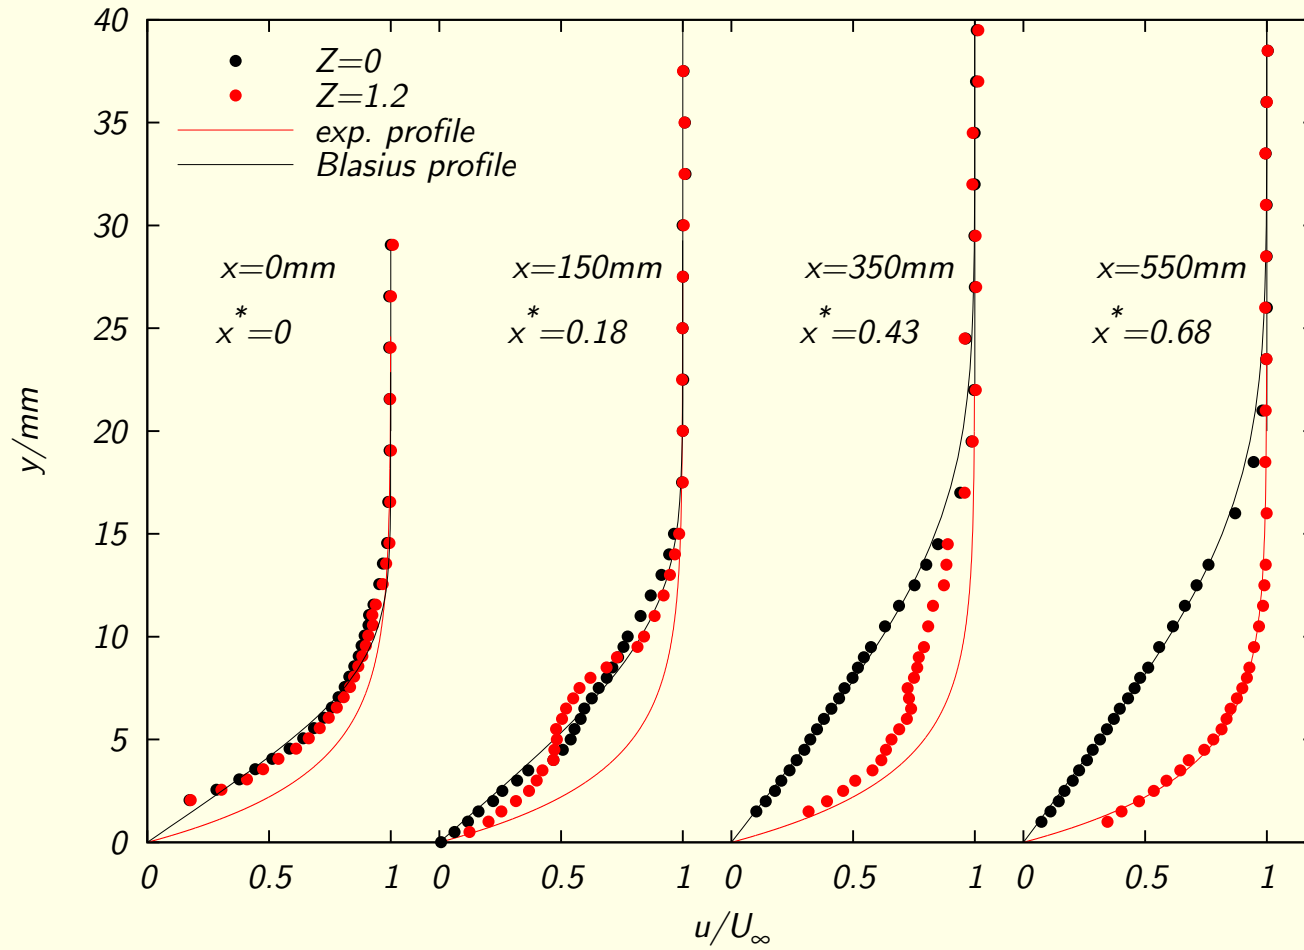 40
35
30
25
20
15
10
5
0
y/mm
Z=0
Z=1.2
exp. profile
Blasius profile
x=0mm
x*=0
x=150mm
x*=0.18
x=350mm
x*=0.43
x=550mm
x*=0.68
0 0.5 1 0 0.5 1 0 0.5 1 0 0.5 1
u/U∞